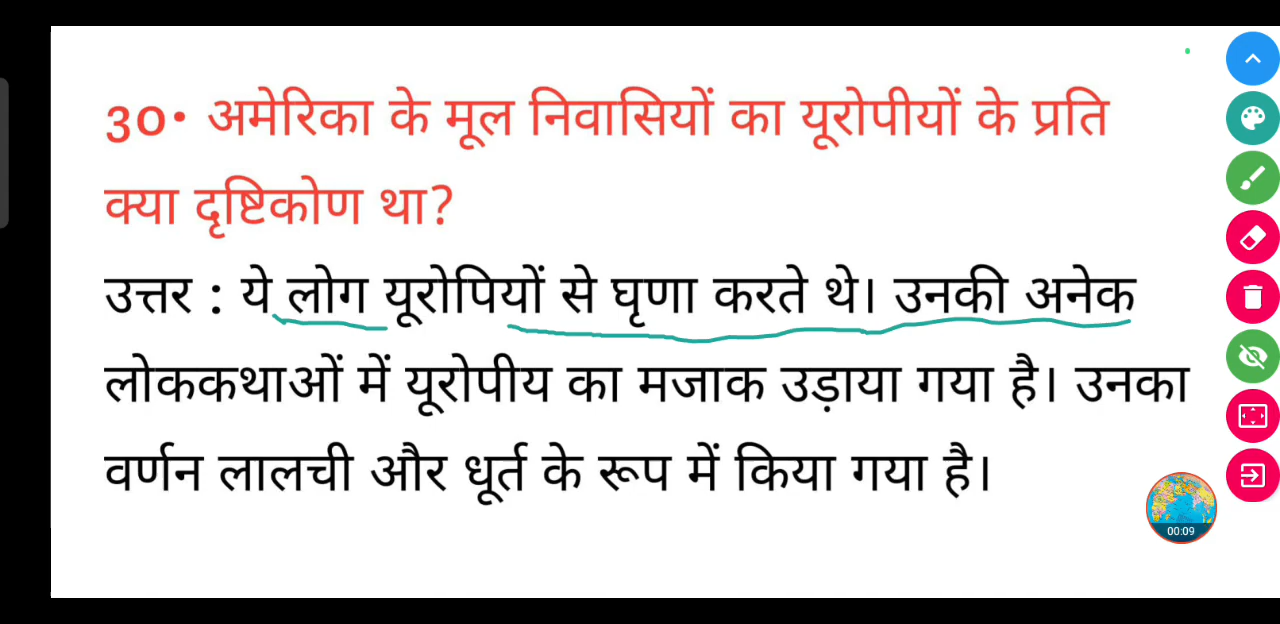 30· अमेरिका के मूल निवासियों का यूरोपीयों के प्रति
क्या दृष्टिकोण था?
उत्तर : ये लोग यूरोपियों से घृणा करते थे। उनकी अनेक
लोककथाओं में यूरोपीय का मजाक उड़ाया गया है। उनका
वर्णन लालची और धूर्त के रूप में किया गया है।
00:09